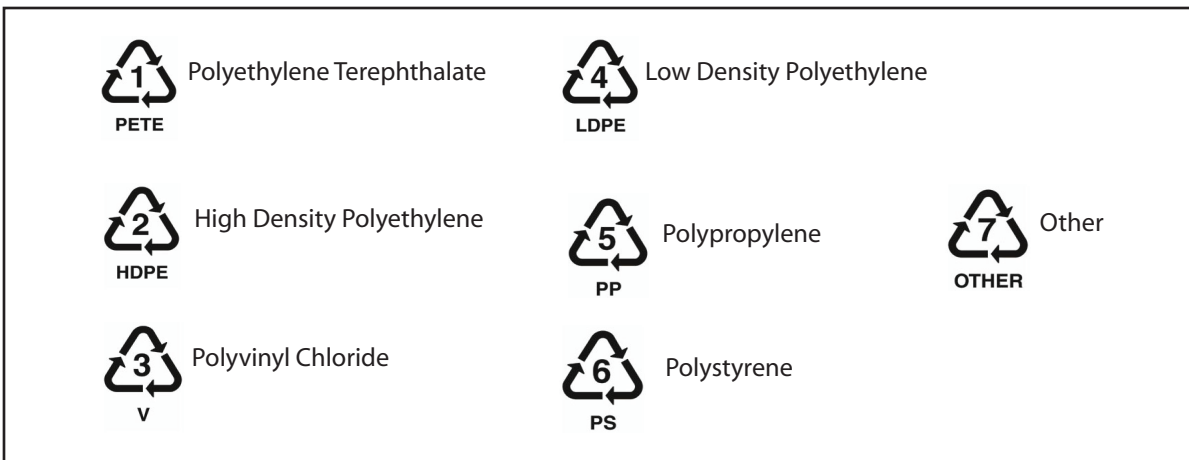 1 Polyethylene Terephthalate
PETE
2 High Density Polyethylene
HDPE
3 Polyvinyl Chloride
V
4 Low Density Polyethylene
LDPE
5 Polypropylene
PP
6 Polystyrene
PS
7 Other
OTHER